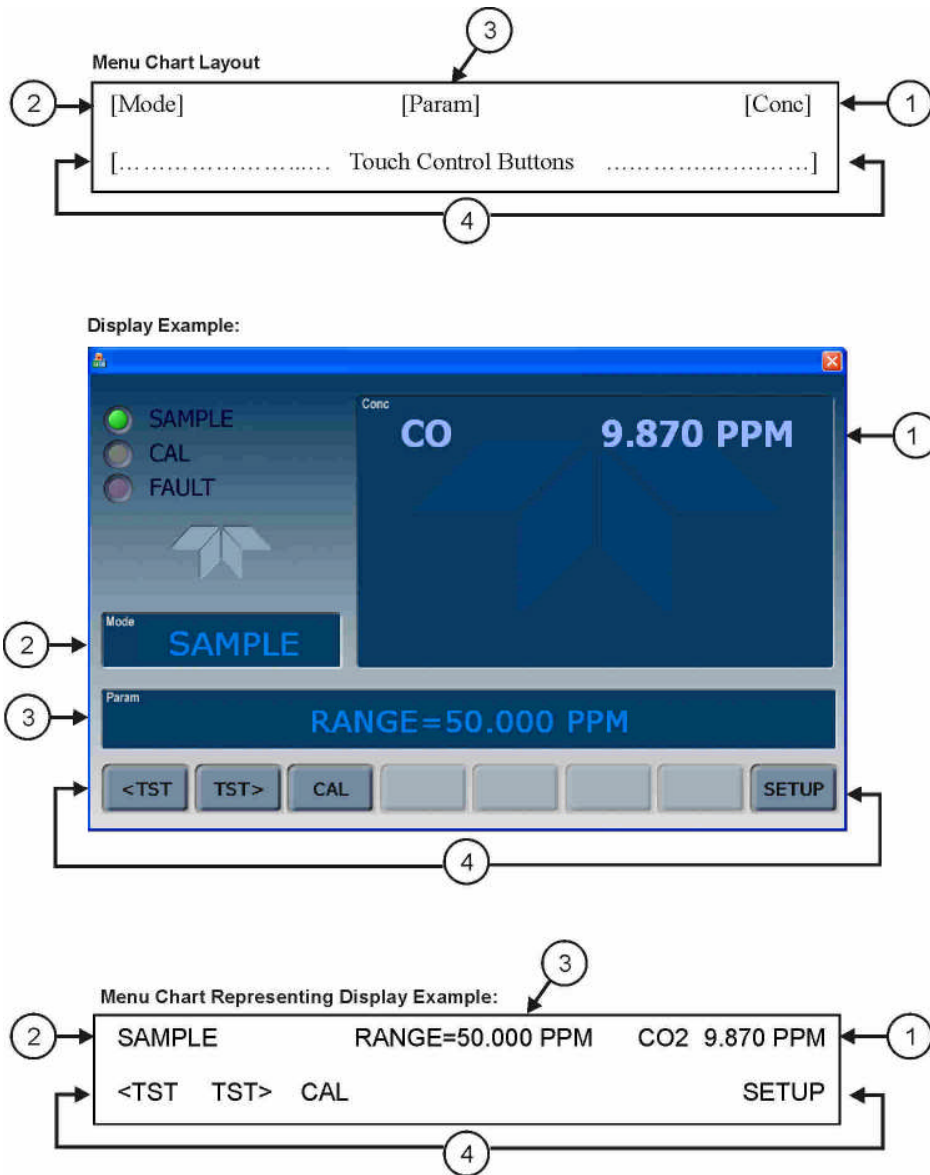 3
Menu Chart Layout
2 [Mode] [Param] [Conc] 1
[……………………..…. Touch Control Buttons ………….…….……]
4
Display Example:
SAMPLE
CAL
FAULT
Conc
CO 9.870 PPM
1
Mode
2 SAMPLE
Param
3 RANGE=50.000 PPM
<TST TST> CAL SETUP
4
3
Menu Chart Representing Display Example:
2 SAMPLE RANGE=50.000 PPM CO2 9.870 PPM 1
<TST TST> CAL SETUP
4